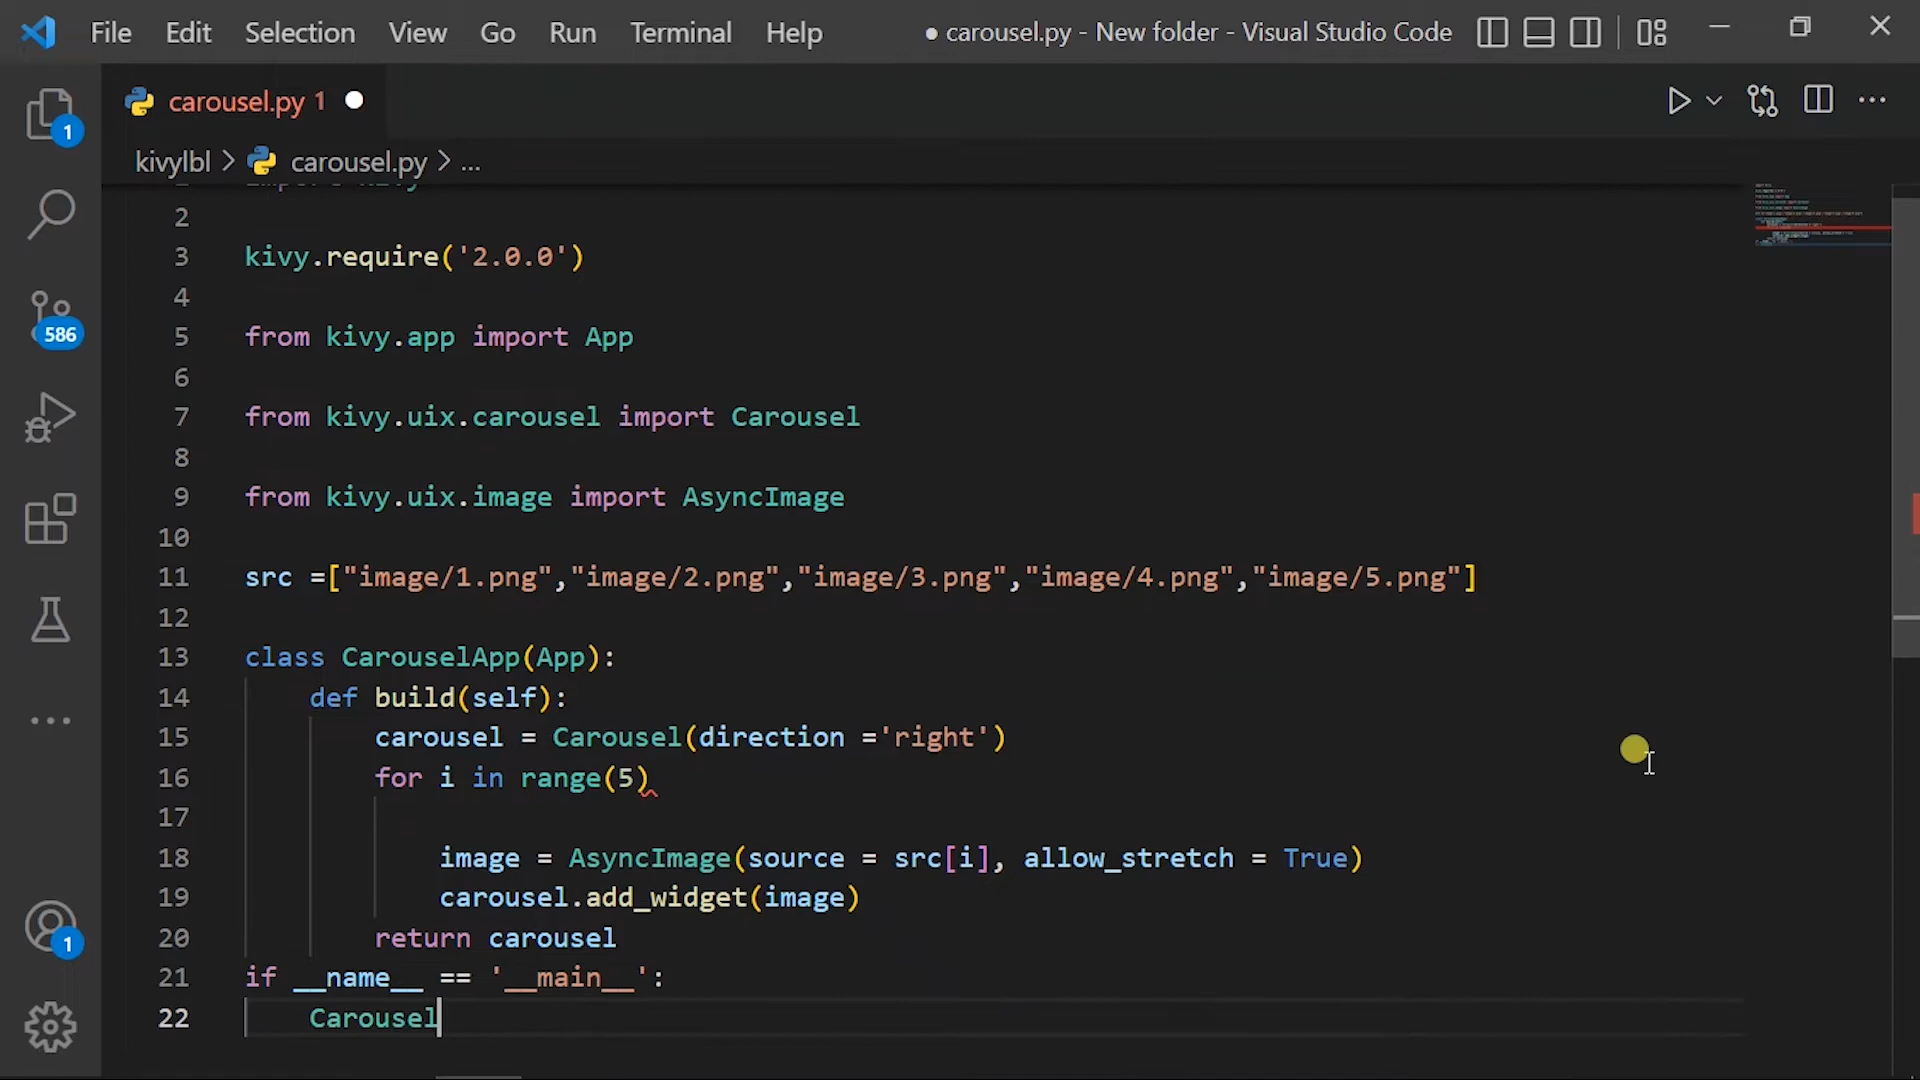 File Edit Selection View Go Run Terminal Help ● carousel.py - New folder - Visual Studio Code
carousel.py 1
1
kivylbl > carousel.py > ...
import kivy
2
3 kivy.require('2.0.0')
4
586
5 from kivy.app import App
6
7 from kivy.uix.carousel import Carousel
8
9 from kivy.uix.image import AsyncImage
10
11 src =["image/1.png","image/2.png","image/3.png","image/4.png","image/5.png"]
12
13 class CarouselApp(App):
14 def build(self):
15 carousel = Carousel(direction ='right')
16 for i in range(5)
17
18 image = AsyncImage(source = src[i], allow_stretch = True)
19 carousel.add_widget(image)
20 return carousel
1
21 if __name__ == '__main__':
22 Carousel